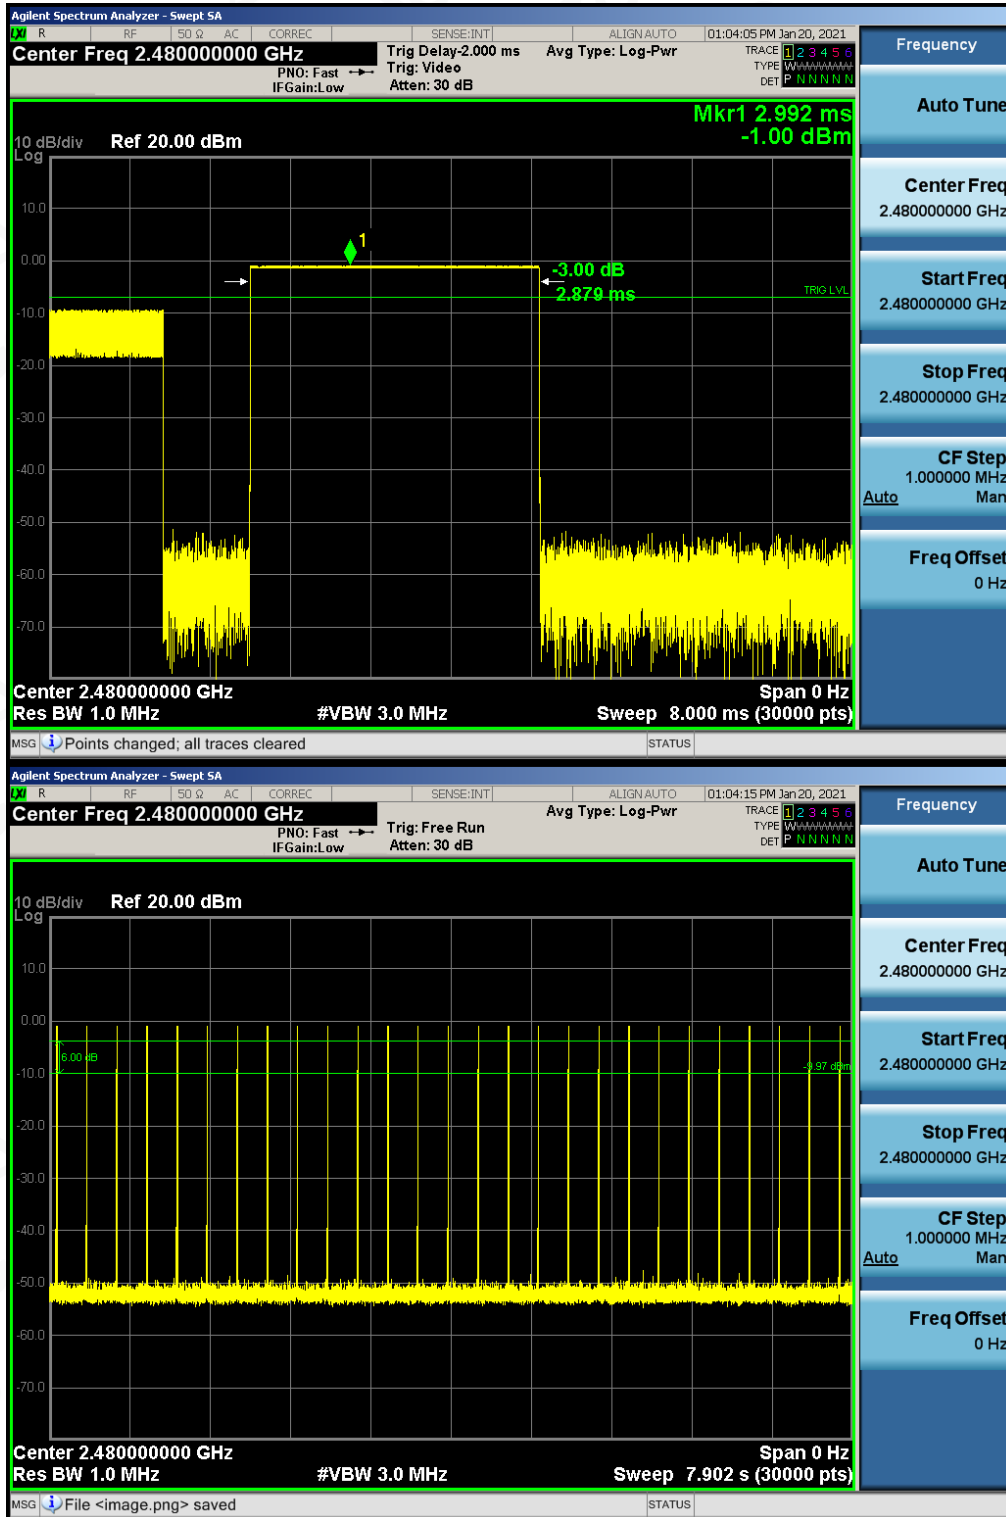 Agilent Spectrum Analyzer - Swept SA
LXI R RF 50 Ω AC CORREC SENSE:INT ALIGN AUTO 01:04:05 PM Jan 20, 2021
Center Freq 2.480000000 GHz
PNO: Fast
IFGain:Low
Trig Delay-2.000 ms
Trig: Video
Atten: 30 dB
Avg Type: Log-Pwr
TRACE 1 2 3 4 5 6
TYPE WWWWWW
DET P N N N N N
Mkr1 2.992 ms
-1.00 dBm
10 dB/div
Log
Ref 20.00 dBm
10.0
0.00
-10.0
-20.0
-30.0
-40.0
-50.0
-60.0
-70.0
1
-3.00 dB
2.879 ms
TRIG LVL
Center 2.480000000 GHz
Span 0 Hz
Res BW 1.0 MHz
#VBW 3.0 MHz
Sweep 8.000 ms (30000 pts)
MSG Points changed; all traces cleared
STATUS
Frequency
Auto Tune
Center Freq
2.480000000 GHz
Start Freq
2.480000000 GHz
Stop Freq
2.480000000 GHz
CF Step
1.000000 MHz
Auto Man
Freq Offset
0 Hz
Agilent Spectrum Analyzer - Swept SA
LXI R RF 50 Ω AC CORREC SENSE:INT ALIGN AUTO 01:04:15 PM Jan 20, 2021
Center Freq 2.480000000 GHz
PNO: Fast
IFGain:Low
Trig: Free Run
Atten: 30 dB
Avg Type: Log-Pwr
TRACE 1 2 3 4 5 6
TYPE WWWWWW
DET P N N N N N
10 dB/div
Log
Ref 20.00 dBm
10.0
0.00
-10.0
-20.0
-30.0
-40.0
-50.0
-60.0
-70.0
6.00 dB
-9.97 dBm
Center 2.480000000 GHz
Span 0 Hz
Res BW 1.0 MHz
#VBW 3.0 MHz
Sweep 7.902 s (30000 pts)
MSG File <image.png> saved
STATUS
Frequency
Auto Tune
Center Freq
2.480000000 GHz
Start Freq
2.480000000 GHz
Stop Freq
2.480000000 GHz
CF Step
1.000000 MHz
Auto Man
Freq Offset
0 Hz